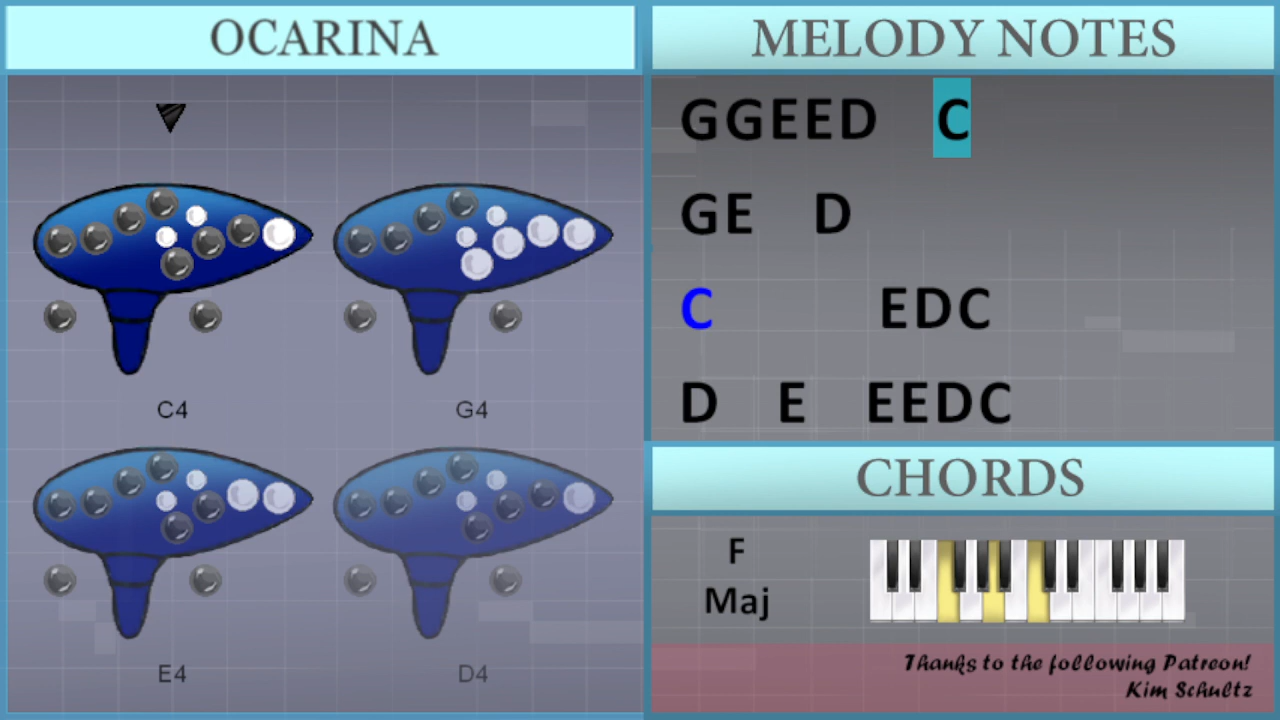 OCARINA
C4 G4
E4 D4
MELODY NOTES
GGEED C
GE D
C EDC
D E EEDC
CHORDS
F
Maj
Thanks to the following Patreon!
Kim Schultz